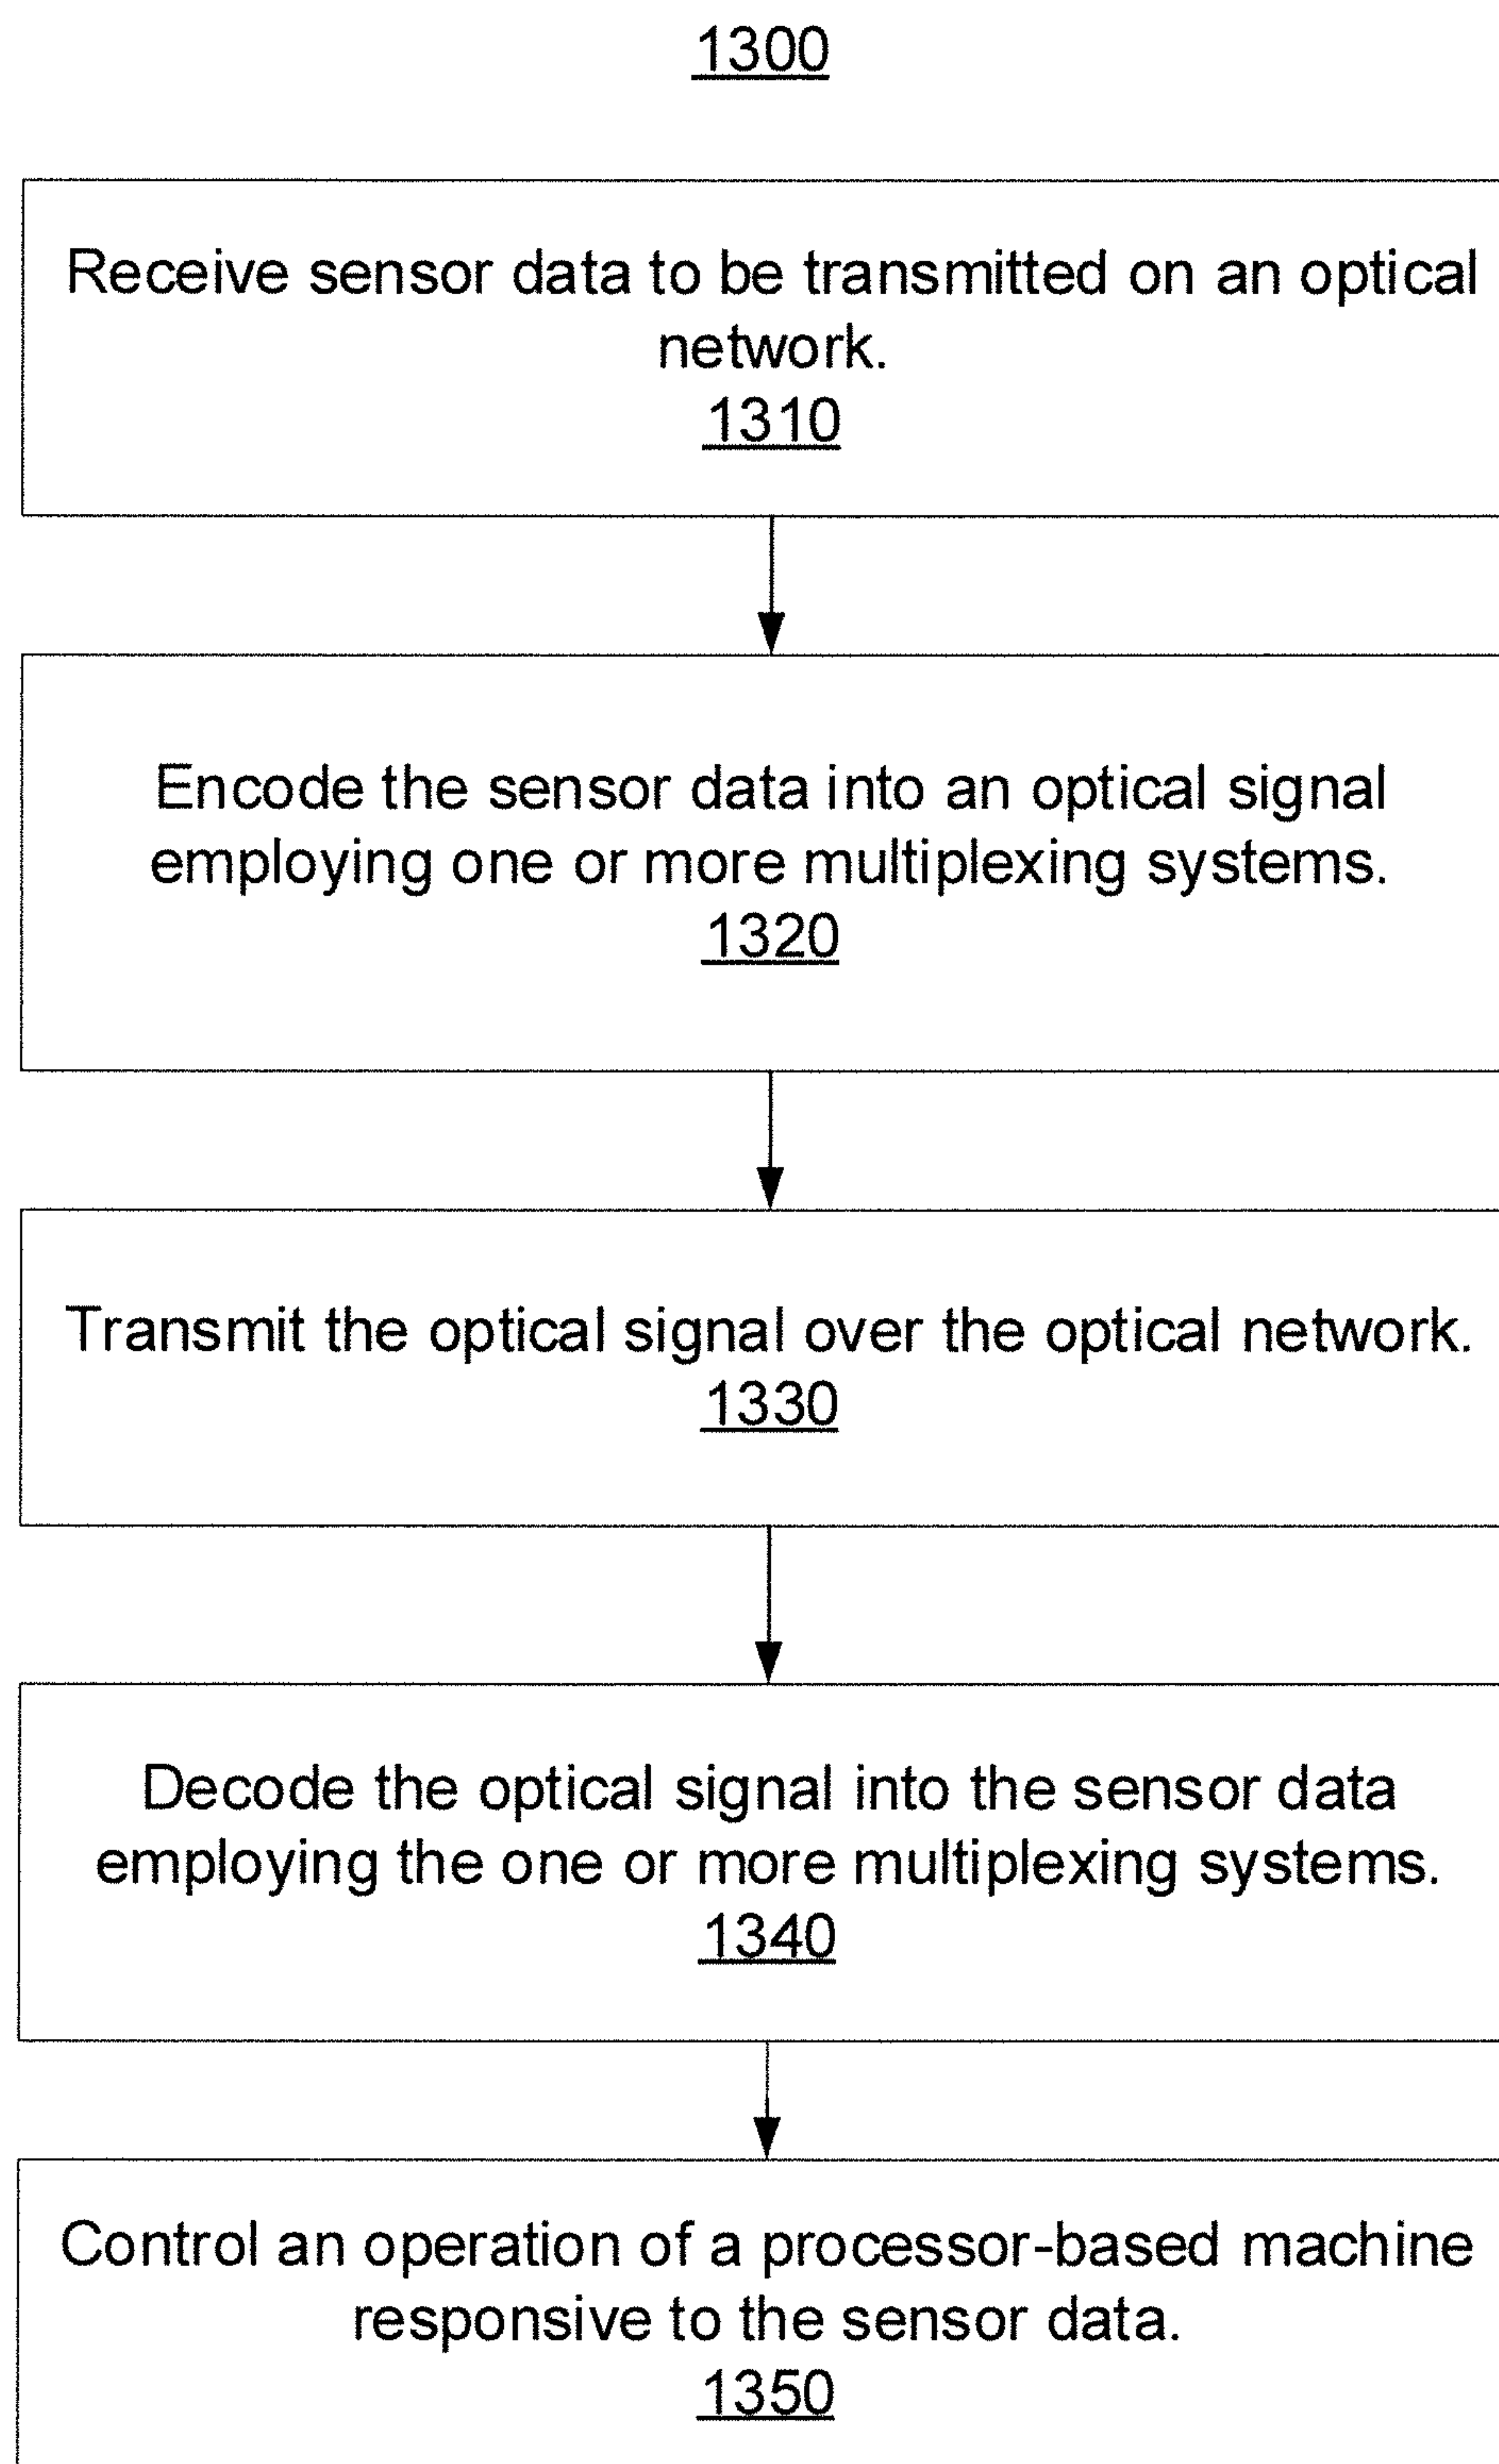 1300
Receive sensor data to be transmitted on an optical
network.
1310
Encode the sensor data into an optical signal
employing one or more multiplexing systems.
1320
Transmit the optical signal over the optical network.
1330
Decode the optical signal into the sensor data
employing the one or more multiplexing systems.
1340
Control an operation of a processor-based machine
responsive to the sensor data.
1350